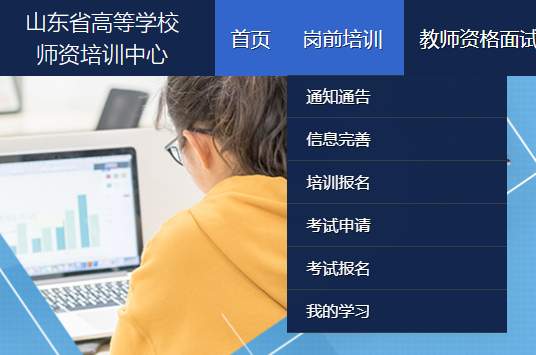 山东省高等学校
师资培训中心
首页 岗前培训 教师资格面试
通知通告
信息完善
培训报名
考试申请
考试报名
我的学习